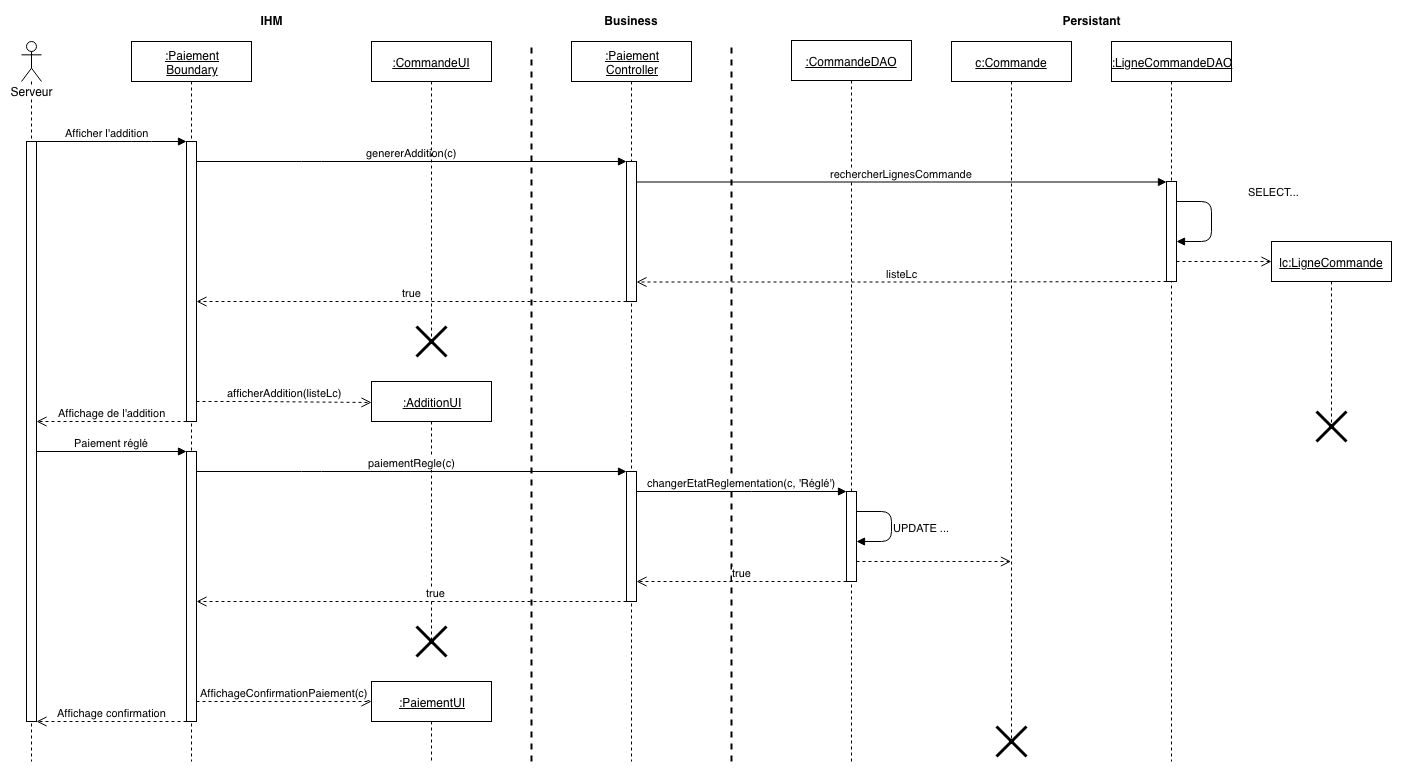 IHM
Business
Persistant
Serveur
:Paiement
Boundary
:CommandeUI
:Paiement
Controller
:CommandeDAO
c:Commande
:LigneCommandeDAO
Afficher l'addition
genererAddition(c)
rechercherLignesCommande
SELECT...
lc:LigneCommande
listeLc
true
afficherAddition(listeLc)
:AdditionUI
Affichage de l'addition
Paiement réglé
paiementRegle(c)
changerEtatReglementation(c, 'Réglé')
UPDATE ...
true
true
AffichageConfirmationPaiement(c)
:PaiementUI
Affichage confirmation